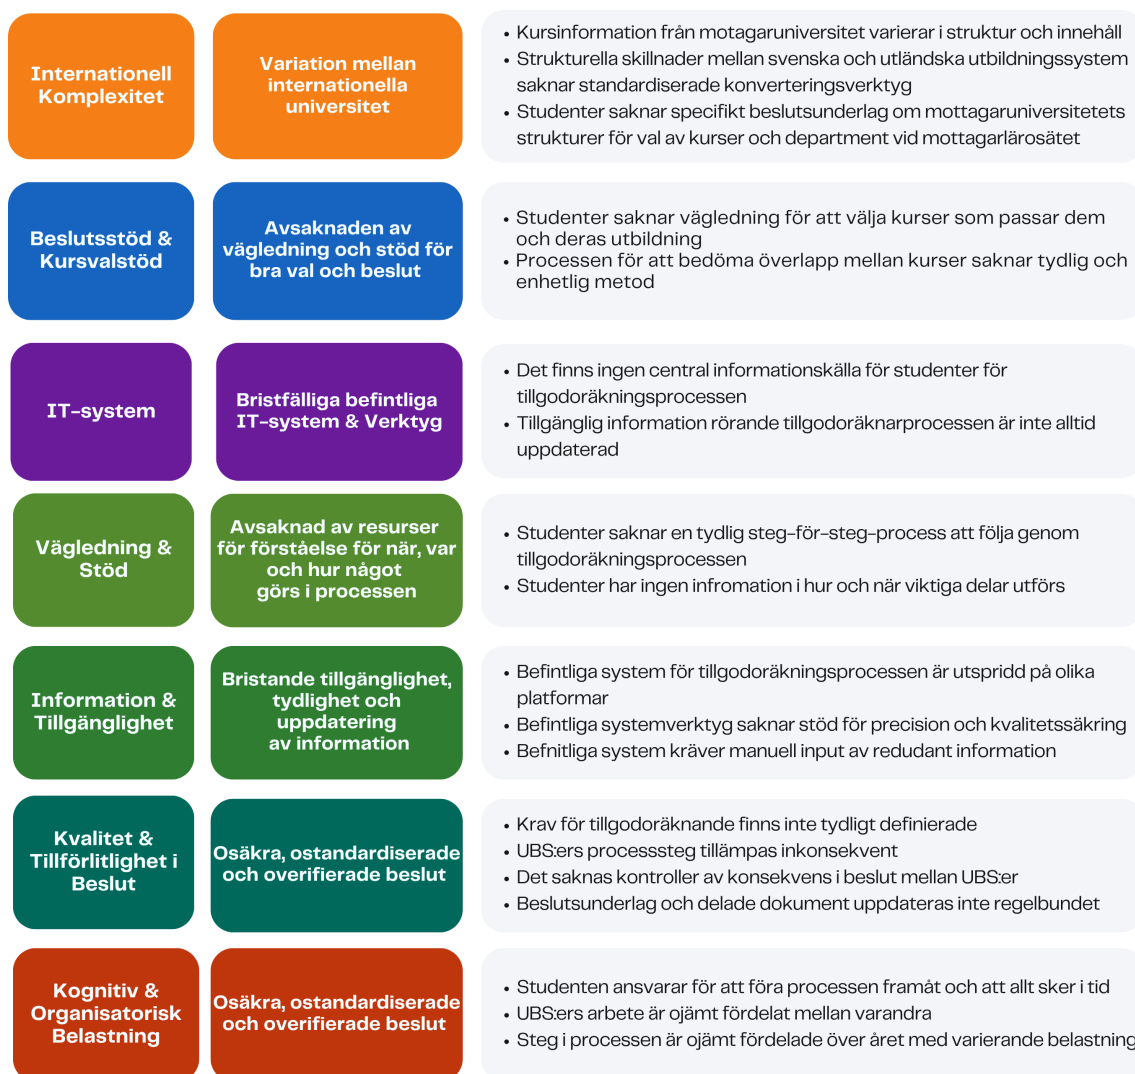 Internationell
Komplexitet
Variation mellan
internationella
universitet
• Kursinformation från motagaruniversitet varierar i struktur och innehåll
• Strukturella skillnader mellan svenska och utländska utbildningssystem
saknar standardiserade konverteringsverktyg
• Studenter saknar specifikt beslutsunderlag om mottagaruniversitetets
strukturer för val av kurser och department vid mottagarlärosätet
Beslutsstöd &
Kursvalstöd
Avsaknaden av
vägledning och stöd för
bra val och beslut
• Studenter saknar vägledning för att välja kurser som passar dem
och deras utbildning
• Processen för att bedöma överlapp mellan kurser saknar tydlig och
enhetlig metod
IT-system
Bristfälliga befintliga
IT-system & Verktyg
• Det finns ingen central informationskälla för studenter för
tillgodoräkningsprocessen
• Tillgänglig information rörande tillgodoräknarprocessen är inte alltid
uppdaterad
Vägledning &
Stöd
Avsaknad av resurser
för förståelse för när, var
och hur något
görs i processen
• Studenter saknar en tydlig steg-för-steg-process att följa genom
tillgodoräkningsprocessen
• Studenter har ingen infromation i hur och när viktiga delar utförs
Information &
Tillgänglighet
Bristande tillgänglighet,
tydlighet och
uppdatering
av information
• Befintliga system för tillgodoräkningsprocessen är utspridd på olika
platformar
• Befintliga systemverktyg saknar stöd för precision och kvalitetssäkring
• Befnitliga system kräver manuell input av redudant information
Kvalitet &
Tillförlitlighet i
Beslut
Osäkra, ostandardiserade
och overifierade beslut
• Krav för tillgodoräknande finns inte tydligt definierade
• UBS:ers processsteg tillämpas inkonsekvent
• Det saknas kontroller av konsekvens i beslut mellan UBS:er
• Beslutsunderlag och delade dokument uppdateras inte regelbundet
Kognitiv &
Organisatorisk
Belastning
Osäkra, ostandardiserade
och overifierade beslut
• Studenten ansvarar för att föra processen framåt och att allt sker i tid
• UBS:ers arbete är ojämt fördelat mellan varandra
• Steg i processen är ojämt fördelade över året med varierande belastning